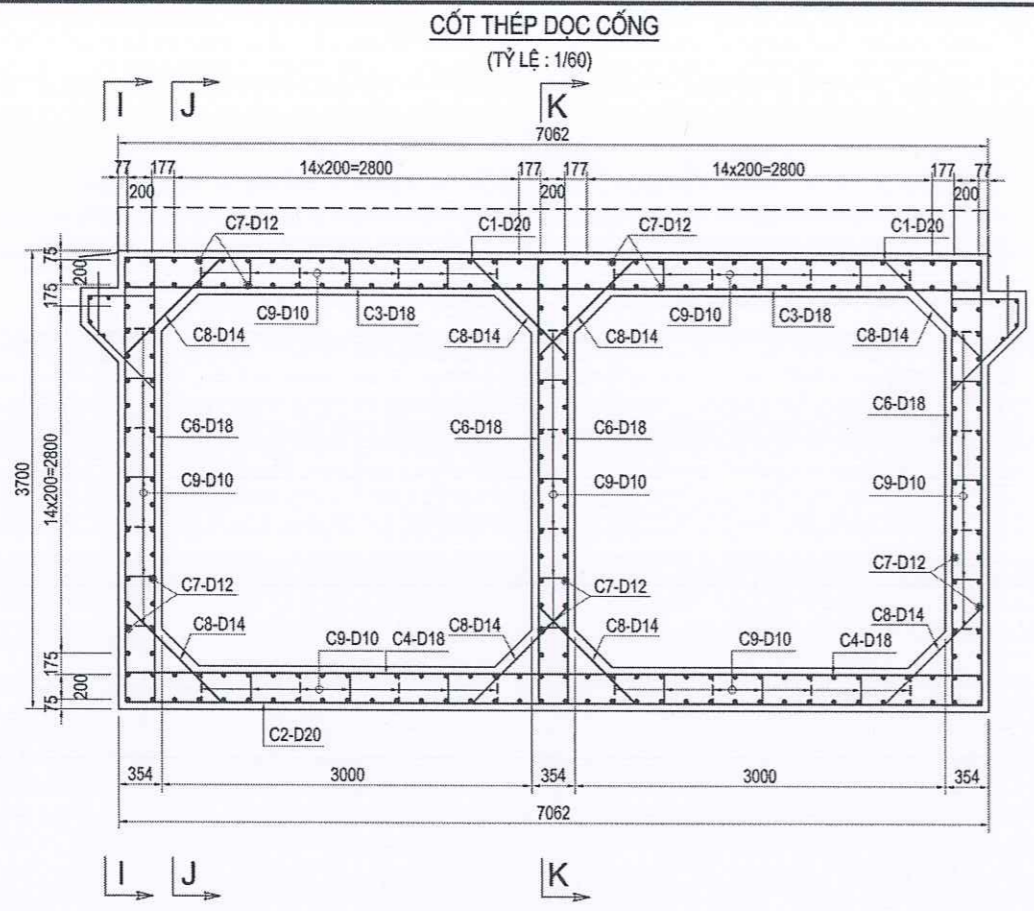 CỐT THÉP DỌC CỐNG
(TỶ LỆ : 1/60)
I J K
7062
77 177 14x200=2800 177 177 14x200=2800 177 77
200 200 200
C7-D12 C1-D20 C7-D12 C1-D20
75
200
175
C9-D10 C3-D18 C9-D10 C3-D18
C8-D14 C8-D14 C8-D14 C8-D14
C6-D18
C6-D18 C6-D18 C6-D18
3700
14x200=2800
C9-D10 C9-D10 C9-D10
C7-D12 C7-D12 C7-D12
C8-D14 C8-D14 C8-D14 C8-D14
C9-D10 C4-D18 C9-D10 C4-D18
175
200
75
C2-D20
354 3000 354 3000 354
7062
I J K